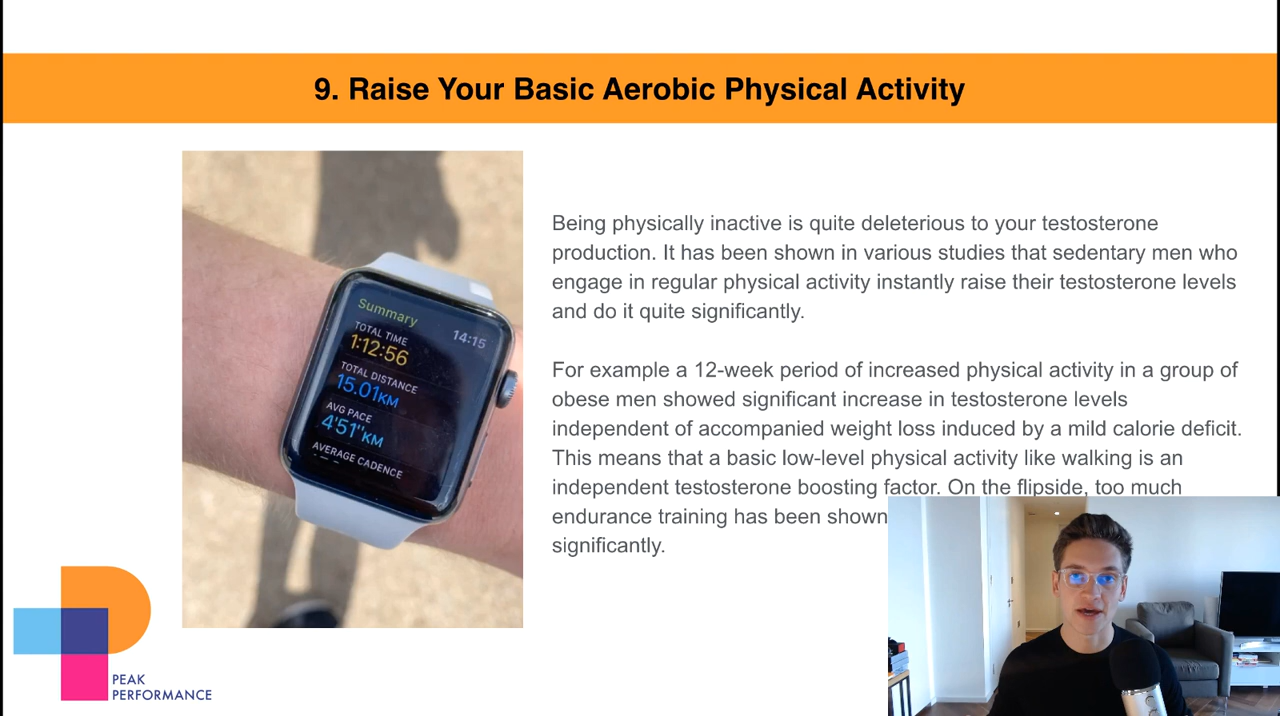 9. Raise Your Basic Aerobic Physical Activity
Summary
14:15
TOTAL TIME
1:12:56
TOTAL DISTANCE
15.01KM
AVG PACE
4'51"KM
AVERAGE CADENCE
Being physically inactive is quite deleterious to your testosterone
production. It has been shown in various studies that sedentary men who
engage in regular physical activity instantly raise their testosterone levels
and do it quite significantly.
For example a 12-week period of increased physical activity in a group of
obese men showed significant increase in testosterone levels
independent of accompanied weight loss induced by a mild calorie deficit.
This means that a basic low-level physical activity like walking is an
independent testosterone boosting factor. On the flipside, too much
endurance training has been shown
significantly.
PEAK
PERFORMANCE